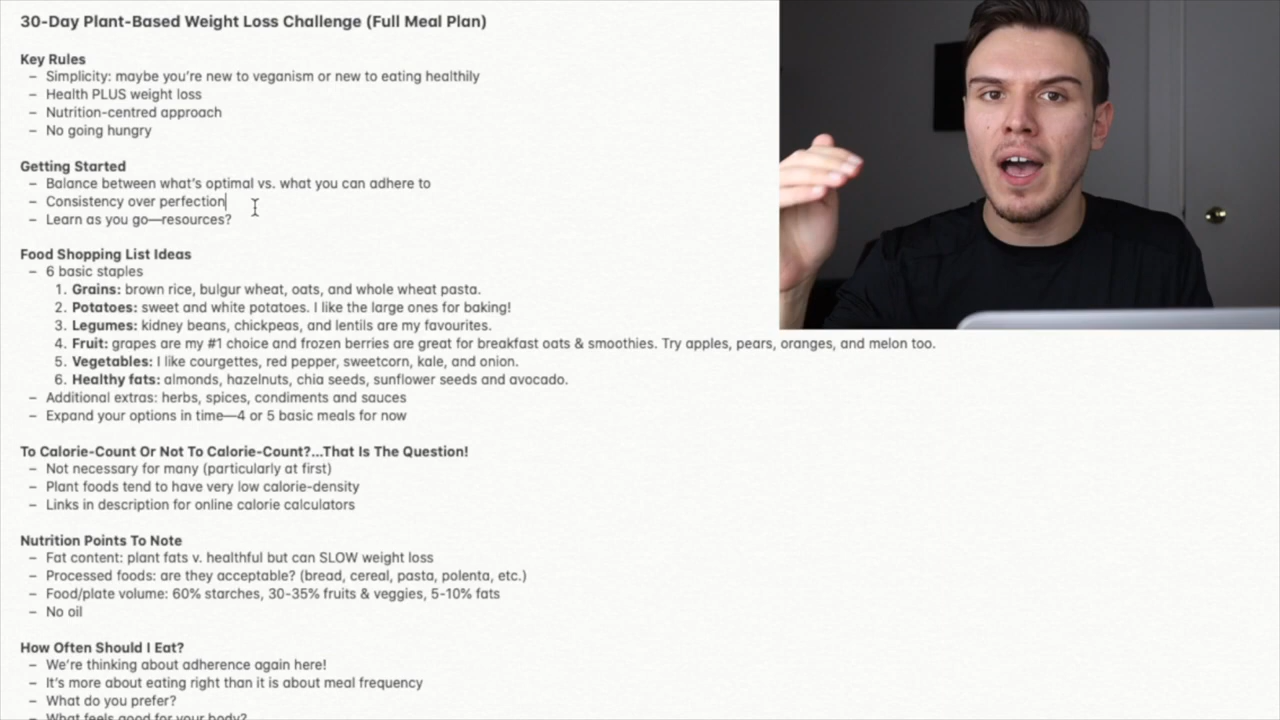 30-Day Plant-Based Weight Loss Challenge (Full Meal Plan)
Key Rules
– Simplicity: maybe you're new to veganism or new to eating healthily
– Health PLUS weight loss
– Nutrition-centred approach
– No going hungry
Getting Started
– Balance between what's optimal vs. what you can adhere to
– Consistency over perfection
– Learn as you go—resources?
Food Shopping List Ideas
– 6 basic staples
1. Grains: brown rice, bulgur wheat, oats, and whole wheat pasta.
2. Potatoes: sweet and white potatoes. I like the large ones for baking!
3. Legumes: kidney beans, chickpeas, and lentils are my favourites.
4. Fruit: grapes are my #1 choice and frozen berries are great for breakfast oats & smoothies. Try apples, pears, oranges, and melon too.
5. Vegetables: I like courgettes, red pepper, sweetcorn, kale, and onion.
6. Healthy fats: almonds, hazelnuts, chia seeds, sunflower seeds and avocado.
– Additional extras: herbs, spices, condiments and sauces
– Expand your options in time—4 or 5 basic meals for now
To Calorie-Count Or Not To Calorie-Count?...That Is The Question!
– Not necessary for many (particularly at first)
– Plant foods tend to have very low calorie-density
– Links in description for online calorie calculators
Nutrition Points To Note
– Fat content: plant fats v. healthful but can SLOW weight loss
– Processed foods: are they acceptable? (bread, cereal, pasta, polenta, etc.)
– Food/plate volume: 60% starches, 30-35% fruits & veggies, 5-10% fats
– No oil
How Often Should I Eat?
– We're thinking about adherence again here!
– It's more about eating right than it is about meal frequency
– What do you prefer?
– What feels good for your body?